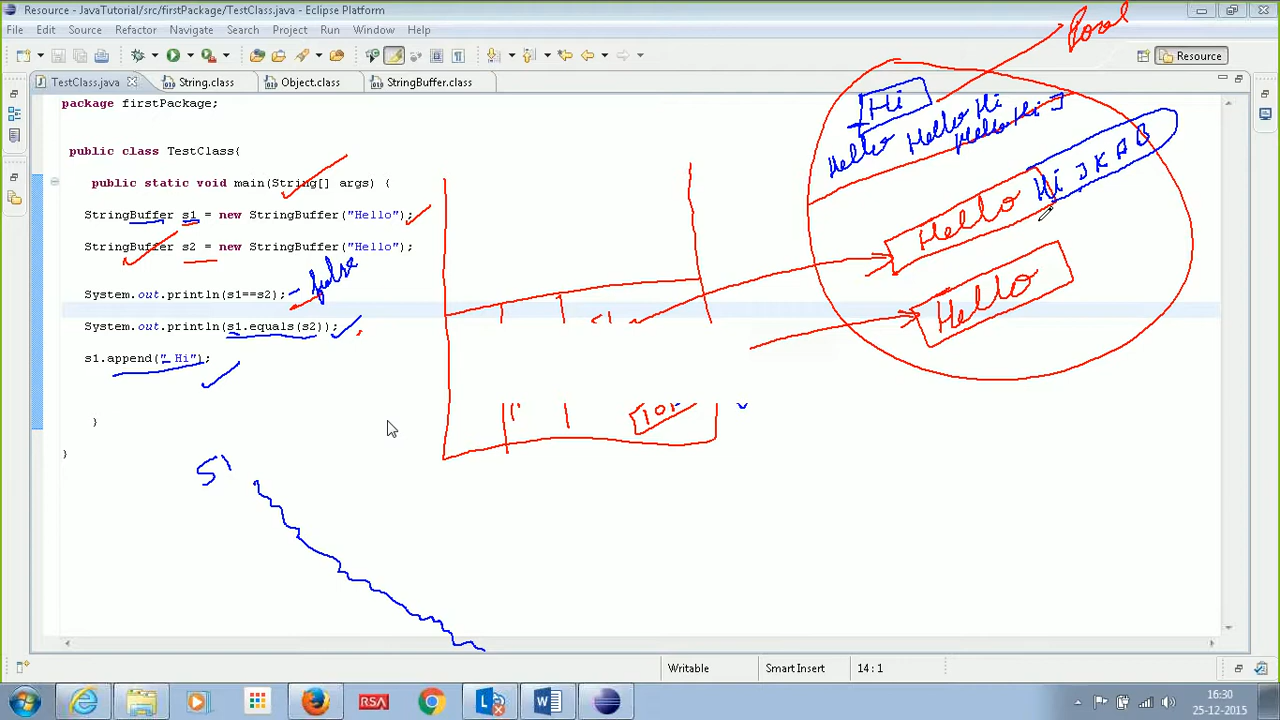 Resource - JavaTutorial/src/firstPackage/TestClass.java - Eclipse Platform
File Edit Source Refactor Navigate Search Project Run Window Help
Pool
Resource
TestClass.java String.class Object.class StringBuffer.class
package firstPackage;
Hi
Hello Hello Hi
Hello Hi J
public class TestClass{
public static void main(String[] args) {
Hello Hi J K A B
StringBuffer s1 = new StringBuffer("Hello");
StringBuffer s2 = new StringBuffer("Hello");
System.out.println(s1==s2); - false
Hello
System.out.println(s1.equals(s2));
s1.append(" Hi");
}
}
S1
Writable Smart Insert 14 : 1
RSA
16:30
25-12-2015